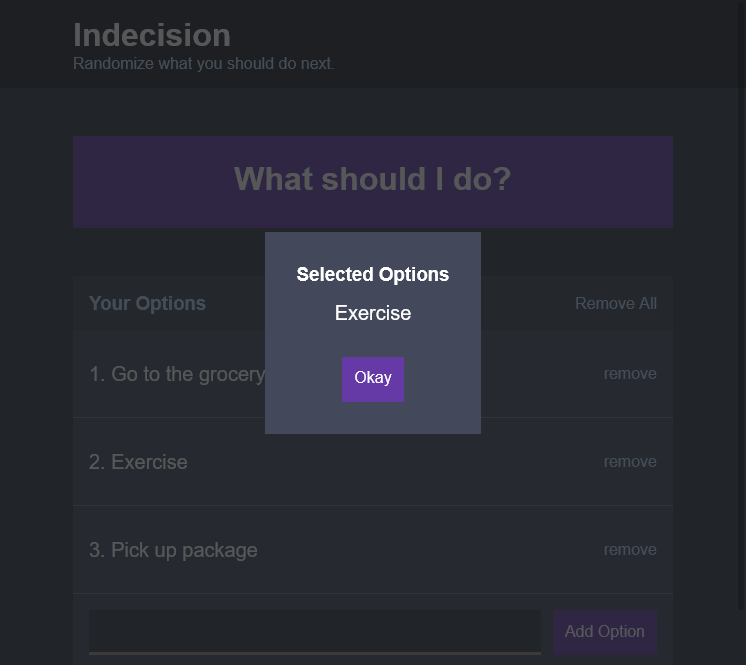 Indecision
Randomize what you should do next.
What should I do?
Selected Options
Exercise
Okay
Your Options
Remove All
1. Go to the grocery
remove
2. Exercise
remove
3. Pick up package
remove
Add Option